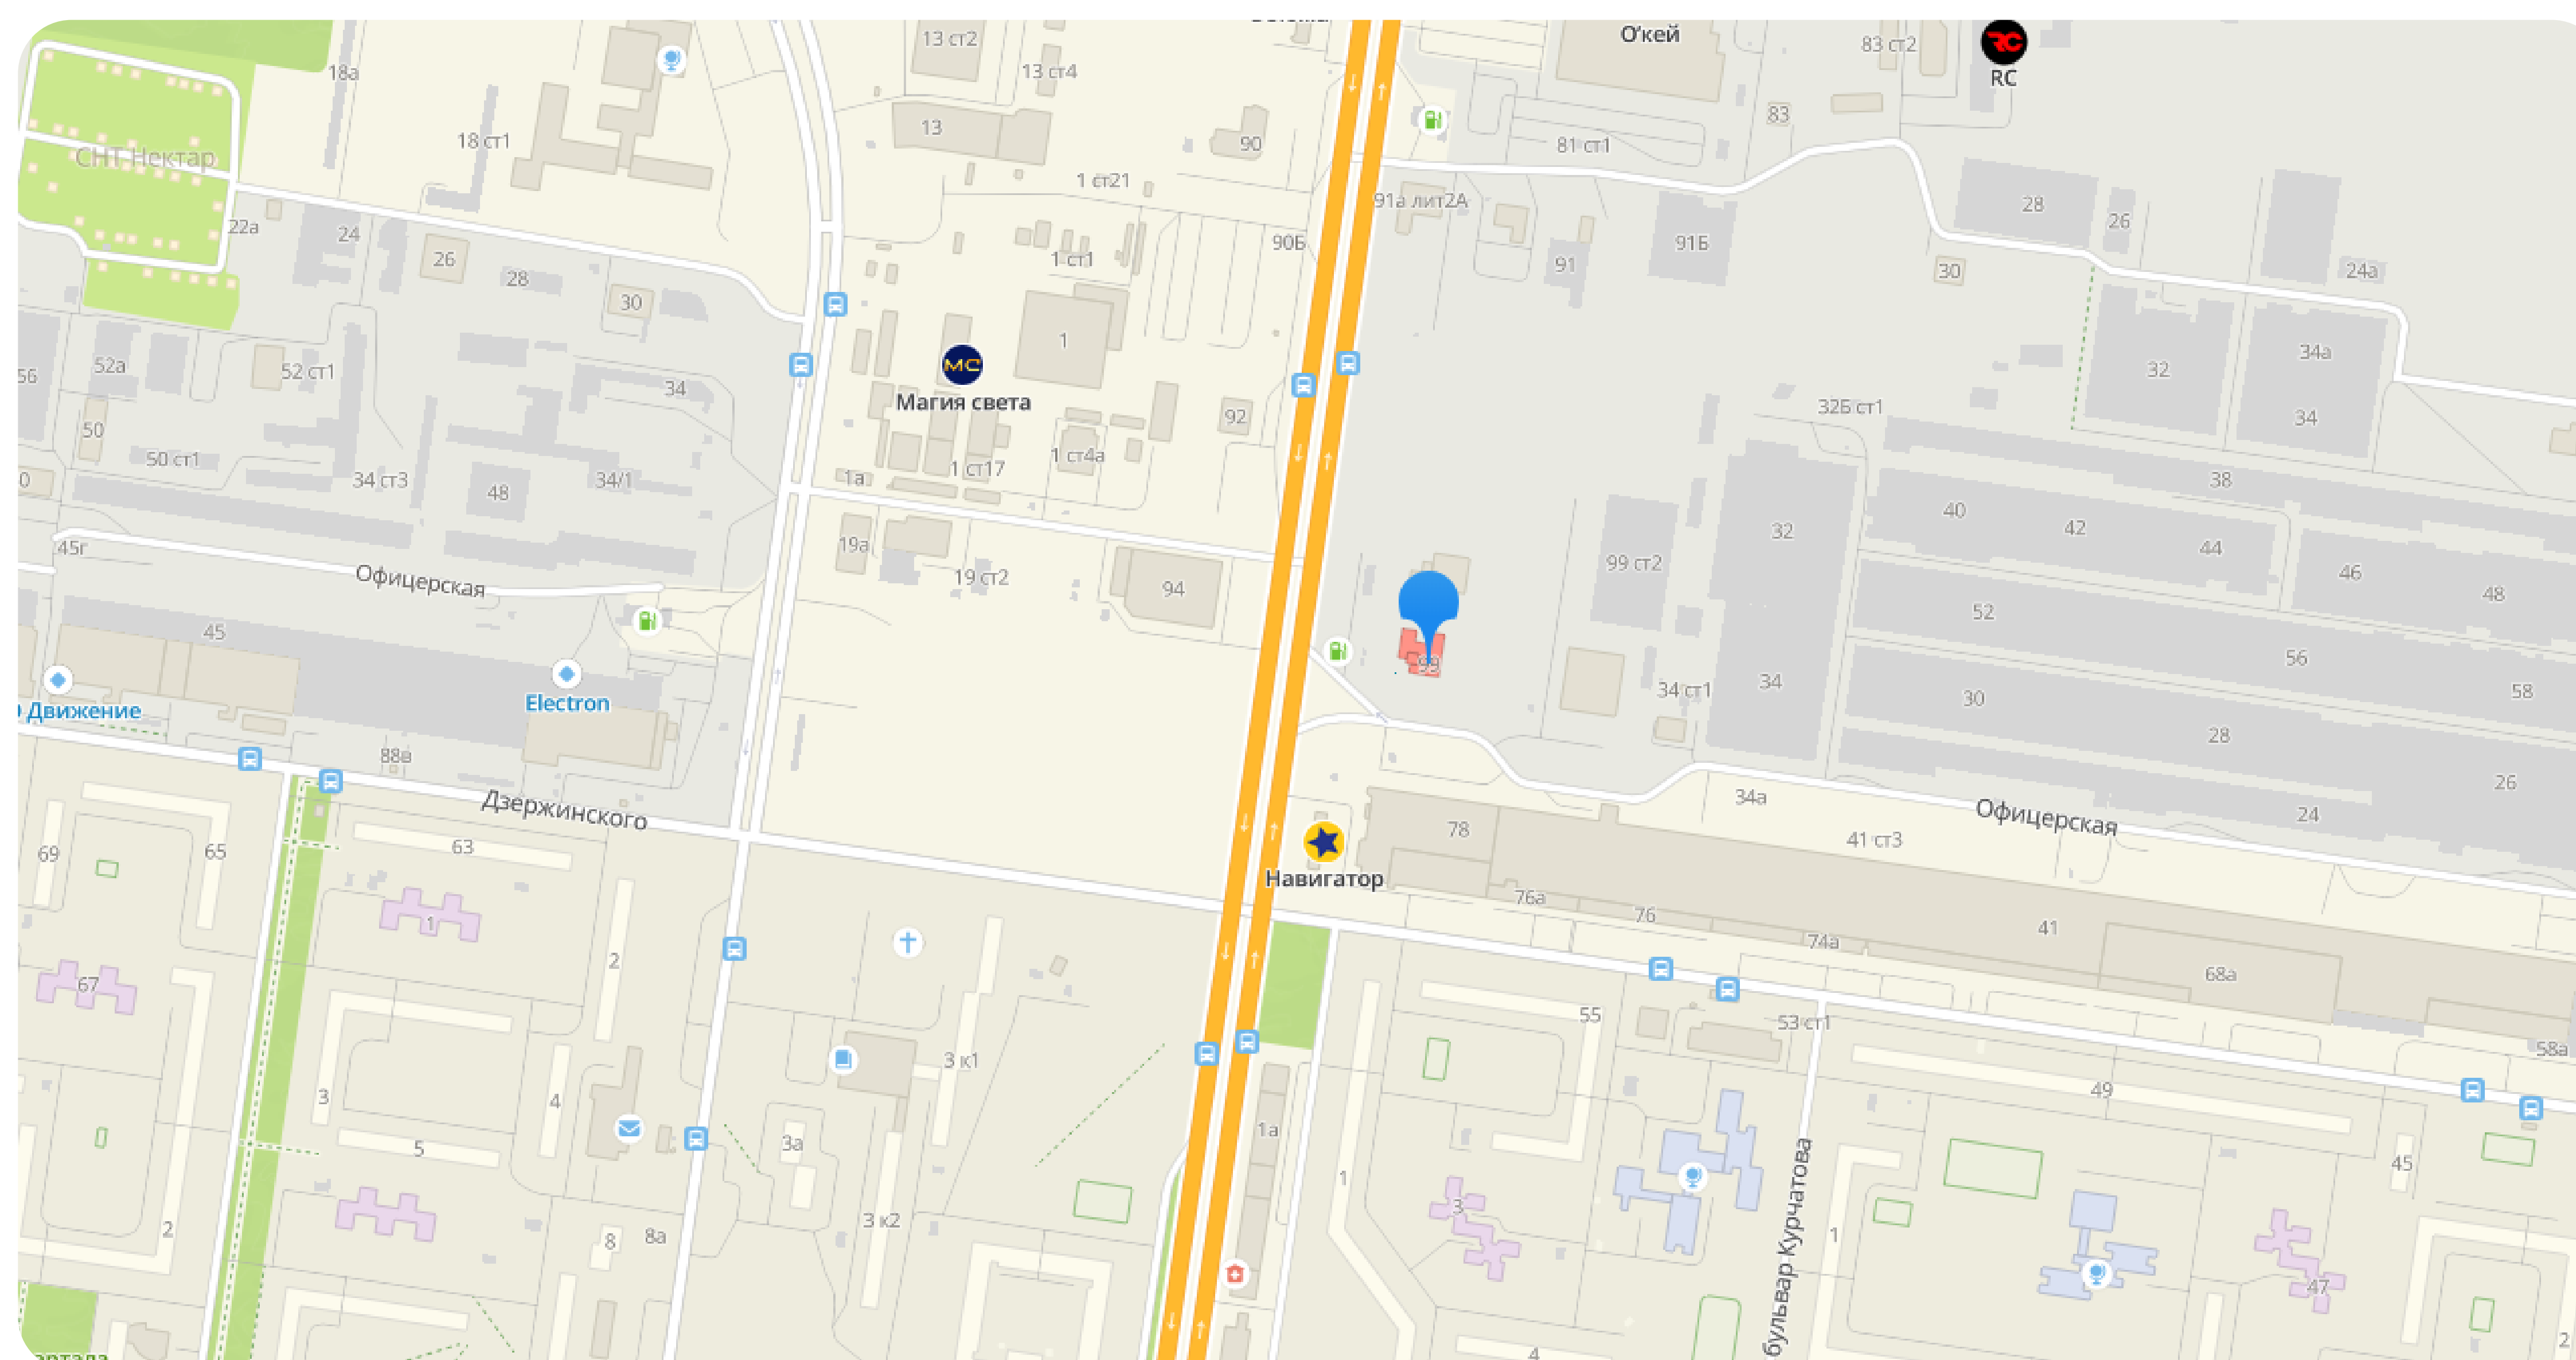 О'кей
83 ст2
RC
13 ст2
13 ст4
18а
18 ст1
13
90
83
81 ст1
СНТ Нектар
1 ст21
91а лит2А
28
26
22а
24
90Б
91Б
91
26
28
30
1 ст1
30
24а
1
52а
52 ст1
34
56
MC
Магия света
92
32
34а
34
32Б ст1
50
50 ст1
34 ст3
48
34/1
1а
1 ст17
1 ст4а
38
40
42
44
46
48
32
99 ст2
45г
Офицерская
19а
19 ст2
94
52
56
58
45
99
34 ст1
34
30
28
26
24
Движение
Electron
88в
Дзержинского
34а
Офицерская
41 ст3
78
Навигатор
69
65
63
76а
76
74а
41
68а
1
2
67
55
53 ст1
58а
49
3
4
3 к1
5
3а
1а
1
45
2
8
8а
3 к2
3
бульвар Курчатова
1
47
4
2